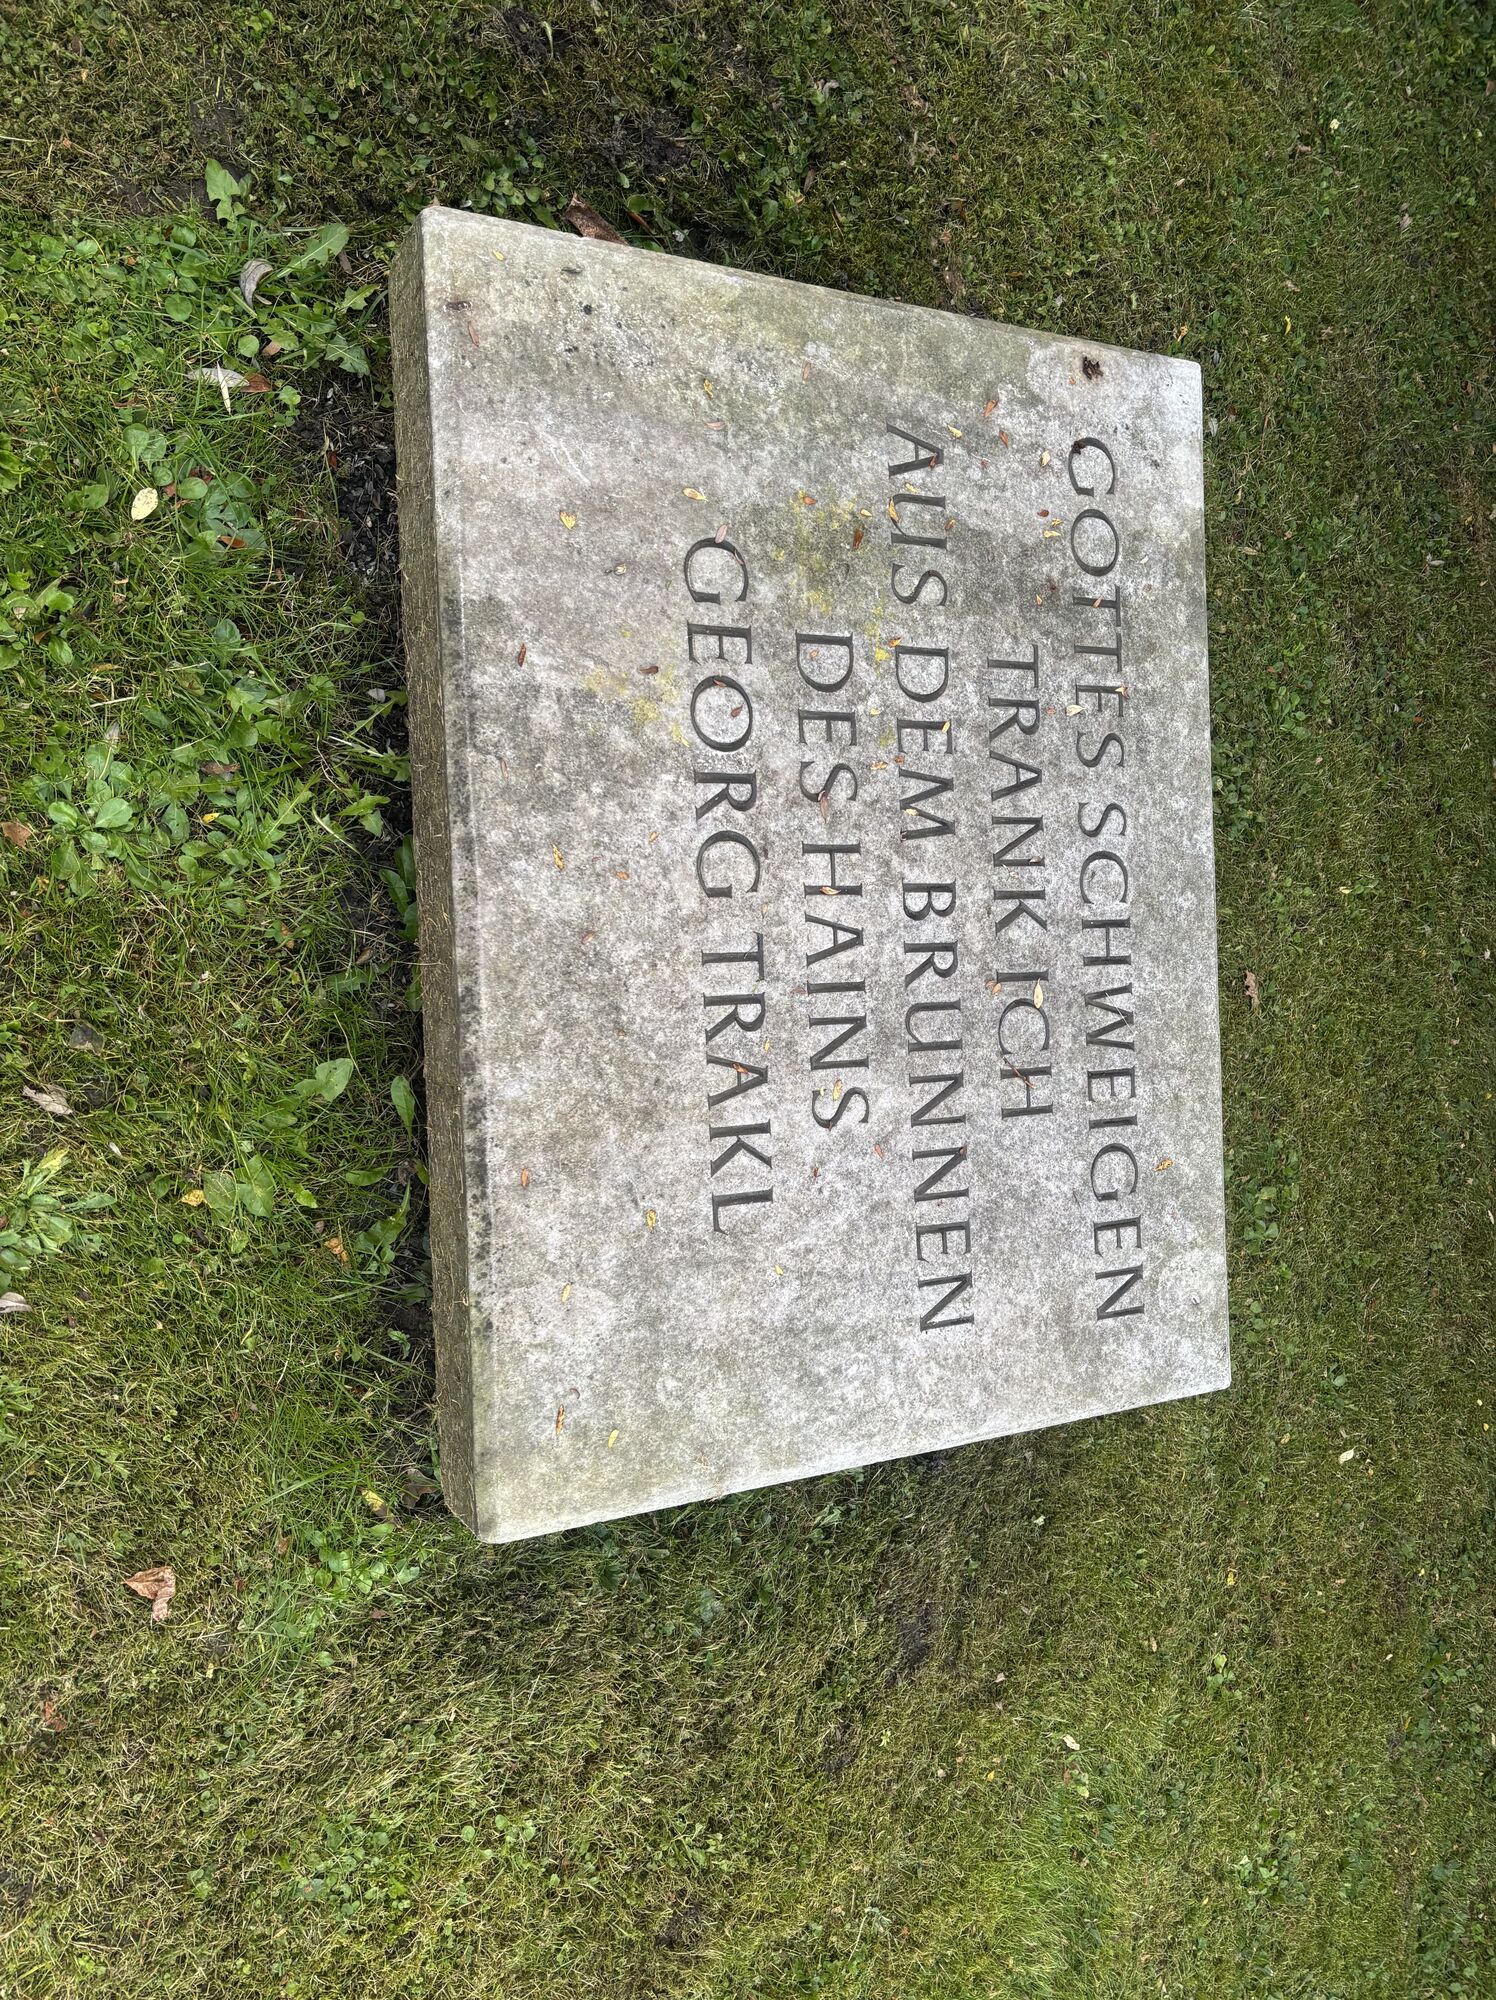 GOTTES SCHWEIGEN
TRANK ICH
AUS DEM BRUNNEN
DES HAINS
GEORG TRAKL